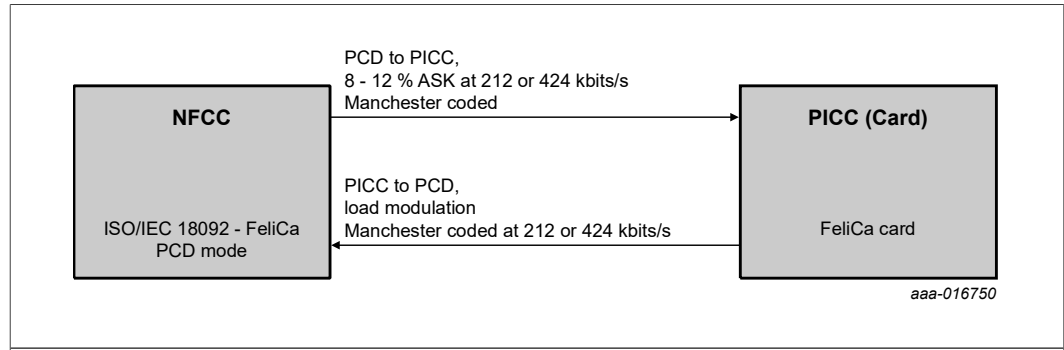 PCD to PICC,
8 - 12 % ASK at 212 or 424 kbits/s
Manchester coded
NFCC
PICC (Card)
PICC to PCD,
load modulation
Manchester coded at 212 or 424 kbits/s
ISO/IEC 18092 - FeliCa
PCD mode
FeliCa card
aaa-016750